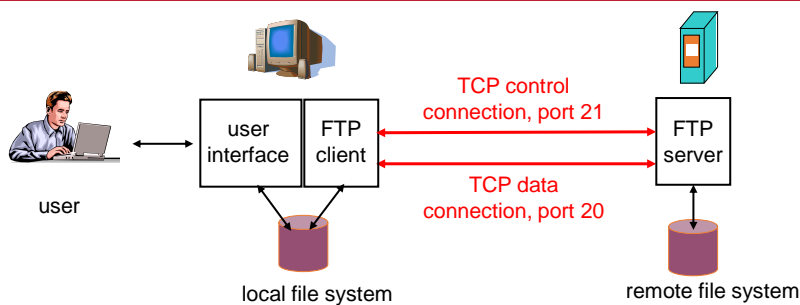 TCP control
connection, port 21
user
interface
FTP
client
FTP
server
user
TCP data
connection, port 20
local file system
remote file system